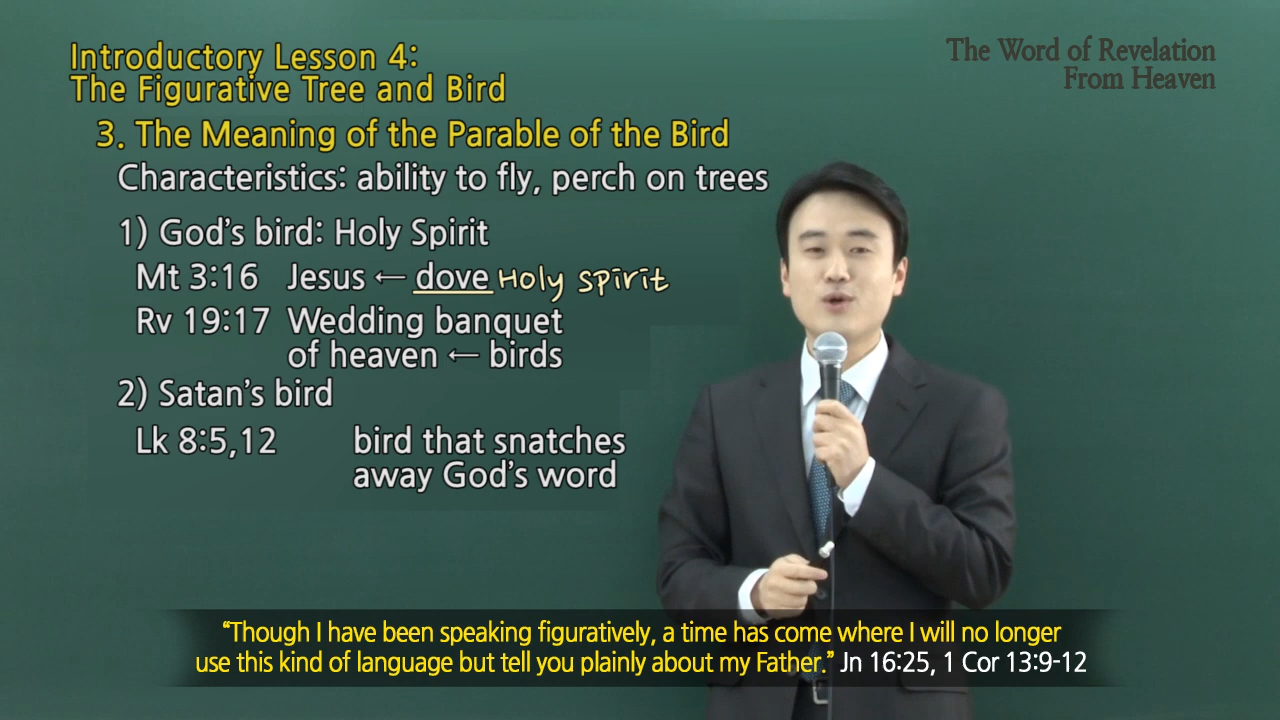 Introductory Lesson 4:
The Figurative Tree and Bird
The Word of Revelation
From Heaven
3. The Meaning of the Parable of the Bird
Characteristics: ability to fly, perch on trees
1) God's bird: Holy Spirit
Mt 3:16 Jesus ← dove Holy spirit
Rv 19:17 Wedding banquet
of heaven ← birds
2) Satan's bird
Lk 8:5,12 bird that snatches
away God's word
“Though I have been speaking figuratively, a time has come where I will no longer
use this kind of language but tell you plainly about my Father.” Jn 16:25, 1 Cor 13:9-12